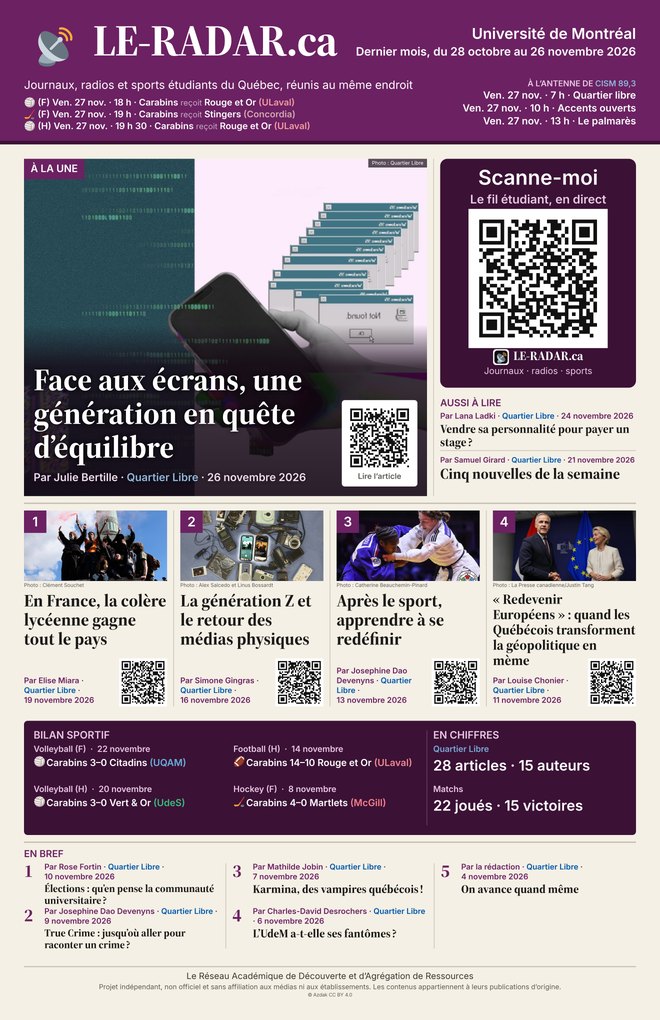 LE-RADAR.ca
Université de Montréal
Dernier mois, du 28 octobre au 26 novembre 2026
Journaux, radios et sports étudiants du Québec, réunis au même endroit
(F) Ven. 27 nov. · 18 h · Carabins reçoit Rouge et Or (ULaval)
(F) Ven. 27 nov. · 19 h · Carabins reçoit Stingers (Concordia)
(H) Ven. 27 nov. · 19 h 30 · Carabins reçoit Rouge et Or (ULaval)
À L'ANTENNE DE CISM 89,3
Ven. 27 nov. · 7 h · Quartier libre
Ven. 27 nov. · 10 h · Accents ouverts
Ven. 27 nov. · 13 h · Le palmarès
À LA UNE
Photo : Quartier Libre
Not found.
Face aux écrans, une
génération en quête
d'équilibre
Par Julie Bertille · Quartier Libre · 26 novembre 2026
Lire l'article
Scanne-moi
Le fil étudiant, en direct
LE-RADAR.ca
Journaux · radios · sports
AUSSI À LIRE
Par Lana Ladki · Quartier Libre · 24 novembre 2026
Vendre sa personnalité pour payer un
stage ?
Par Samuel Girard · Quartier Libre · 21 novembre 2026
Cinq nouvelles de la semaine
1
Photo : Clément Souchet
En France, la colère
lycéenne gagne
tout le pays
Par Elise Miara ·
Quartier Libre ·
19 novembre 2026
2
Photo : Alex Salcedo et Linus Bossardt
La génération Z et
le retour des
médias physiques
Par Simone Gingras ·
Quartier Libre ·
16 novembre 2026
3
Photo : Catherine Beauchemin-Pinard
Après le sport,
apprendre à se
redéfinir
Par Josephine Dao
Devenyns · Quartier
Libre ·
13 novembre 2026
4
Photo : La Presse canadienne/Justin Tang
« Redevenir
Européens » : quand les
Québécois transforment
la géopolitique en
mème
Par Louise Chonier ·
Quartier Libre ·
11 novembre 2026
BILAN SPORTIF
Volleyball (F) · 22 novembre
Carabins 3–0 Citadins (UQAM)
Football (H) · 14 novembre
Carabins 14–10 Rouge et Or (ULaval)
Volleyball (H) · 20 novembre
Carabins 3–0 Vert & Or (UdeS)
Hockey (F) · 8 novembre
Carabins 4–0 Martlets (McGill)
EN CHIFFRES
Quartier Libre
28 articles · 15 auteurs
Matchs
22 joués · 15 victoires
EN BREF
1
Par Rose Fortin · Quartier Libre ·
10 novembre 2026
Élections : qu'en pense la communauté
universitaire ?
2
Par Josephine Dao Devenyns · Quartier Libre ·
9 novembre 2026
True Crime : jusqu'où aller pour
raconter un crime ?
3
Par Mathilde Jobin · Quartier Libre ·
7 novembre 2026
Karmina, des vampires québécois !
4
Par Charles-David Desrochers · Quartier Libre
· 6 novembre 2026
L'UdeM a-t-elle ses fantômes ?
5
Par la rédaction · Quartier Libre ·
4 novembre 2026
On avance quand même
Le Réseau Académique de Découverte et d'Agrégation de Ressources
Projet indépendant, non officiel et sans affiliation aux médias ni aux établissements. Les contenus appartiennent à leurs publications d'origine.
© Azdak CC BY 4.0